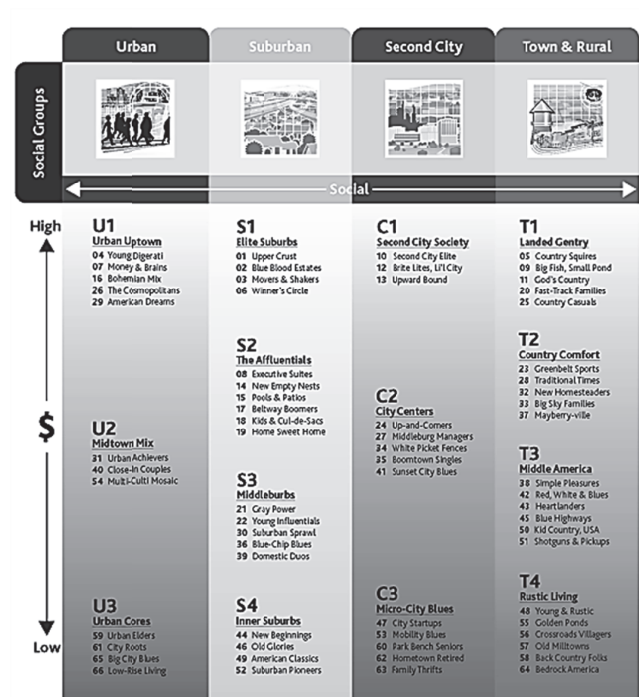 Urban
Suburban
Second City
Town & Rural
Social Groups
Social
High
$
Low
U1
Urban Uptown
04 Young Digerati
07 Money & Brains
16 Bohemian Mix
26 The Cosmopolitans
29 American Dreams
U2
Midtown Mix
31 Urban Achievers
40 Close-In Couples
54 Multi-Culti Mosaic
U3
Urban Cores
59 Urban Elders
61 City Roots
65 Big City Blues
66 Low-Rise Living
S1
Elite Suburbs
01 Upper Crust
02 Blue Blood Estates
03 Movers & Shakers
06 Winner's Circle
S2
The Affluentials
08 Executive Suites
14 New Empty Nests
15 Pools & Patios
17 Beltway Boomers
18 Kids & Cul-de-Sacs
19 Home Sweet Home
S3
Middleburbs
21 Gray Power
22 Young Influentials
30 Suburban Sprawl
36 Blue-Chip Blues
39 Domestic Duos
S4
Inner Suburbs
44 New Beginnings
46 Old Glories
49 American Classics
52 Suburban Pioneers
C1
Second City Society
10 Second City Elite
12 Brite Lites, Li'l City
13 Upward Bound
C2
City Centers
24 Up-and-Comers
27 Middleburg Managers
34 White Picket Fences
35 Boomtown Singles
41 Sunset City Blues
C3
Micro-City Blues
47 City Startups
53 Mobility Blues
60 Park Bench Seniors
62 Hometown Retired
63 Family Thrifts
T1
Landed Gentry
05 Country Squires
09 Big Fish, Small Pond
11 God's Country
20 Fast-Track Families
25 Country Casuals
T2
Country Comfort
23 Greenbelt Sports
28 Traditional Times
32 New Homesteaders
33 Big Sky Families
37 Mayberry-ville
T3
Middle America
38 Simple Pleasures
42 Red, White & Blues
43 Heartlanders
45 Blue Highways
50 Kid Country, USA
51 Shotguns & Pickups
T4
Rustic Living
48 Young & Rustic
55 Golden Ponds
56 Crossroads Villagers
57 Old Milltowns
58 Back Country Folks
64 Bedrock America